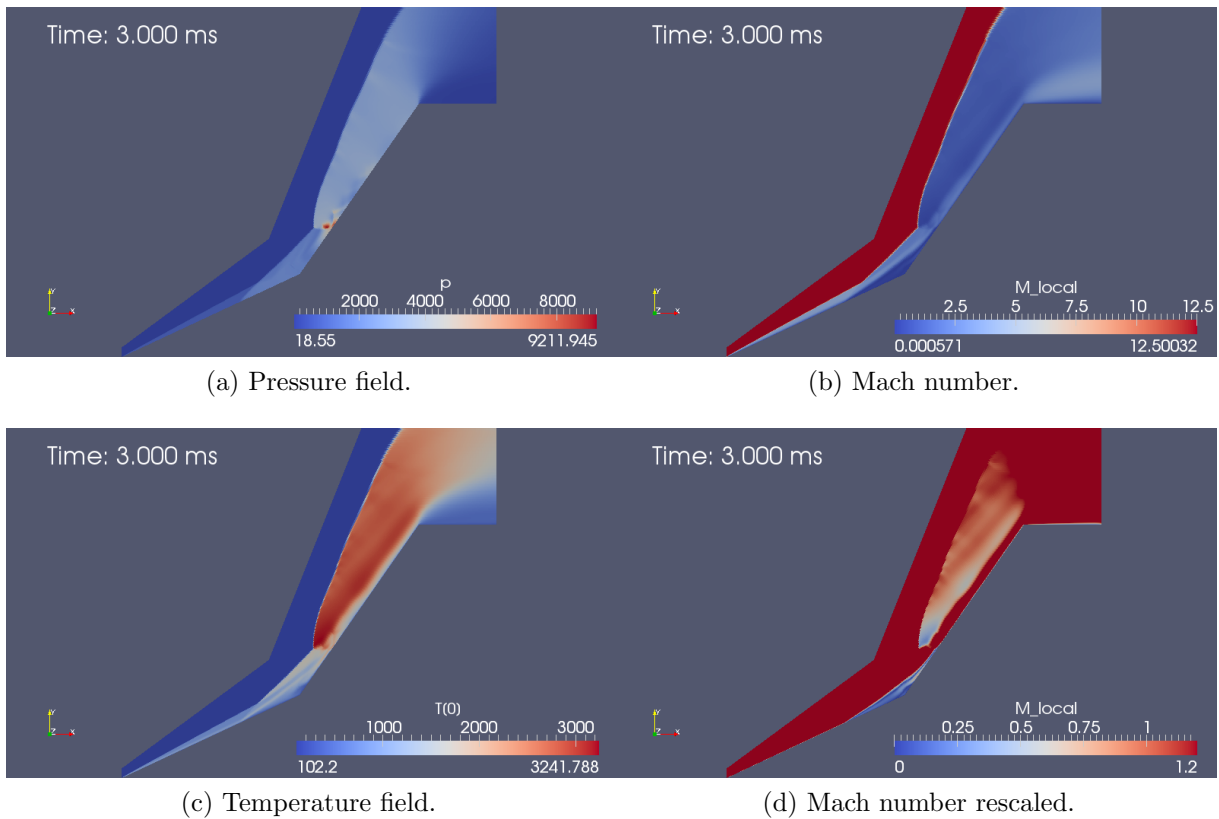 Time: 3.000 ms
Y
Z X
p
2000 4000 6000 8000
18.55 9211.945
(a) Pressure field.
Time: 3.000 ms
Y
Z X
M_local
2.5 5 7.5 10 12.5
0.000571 12.50032
(b) Mach number.
Time: 3.000 ms
Y
Z X
T(0)
1000 2000 3000
102.2 3241.788
(c) Temperature field.
Time: 3.000 ms
Y
Z X
M_local
0.25 0.5 0.75 1
0 1.2
(d) Mach number rescaled.